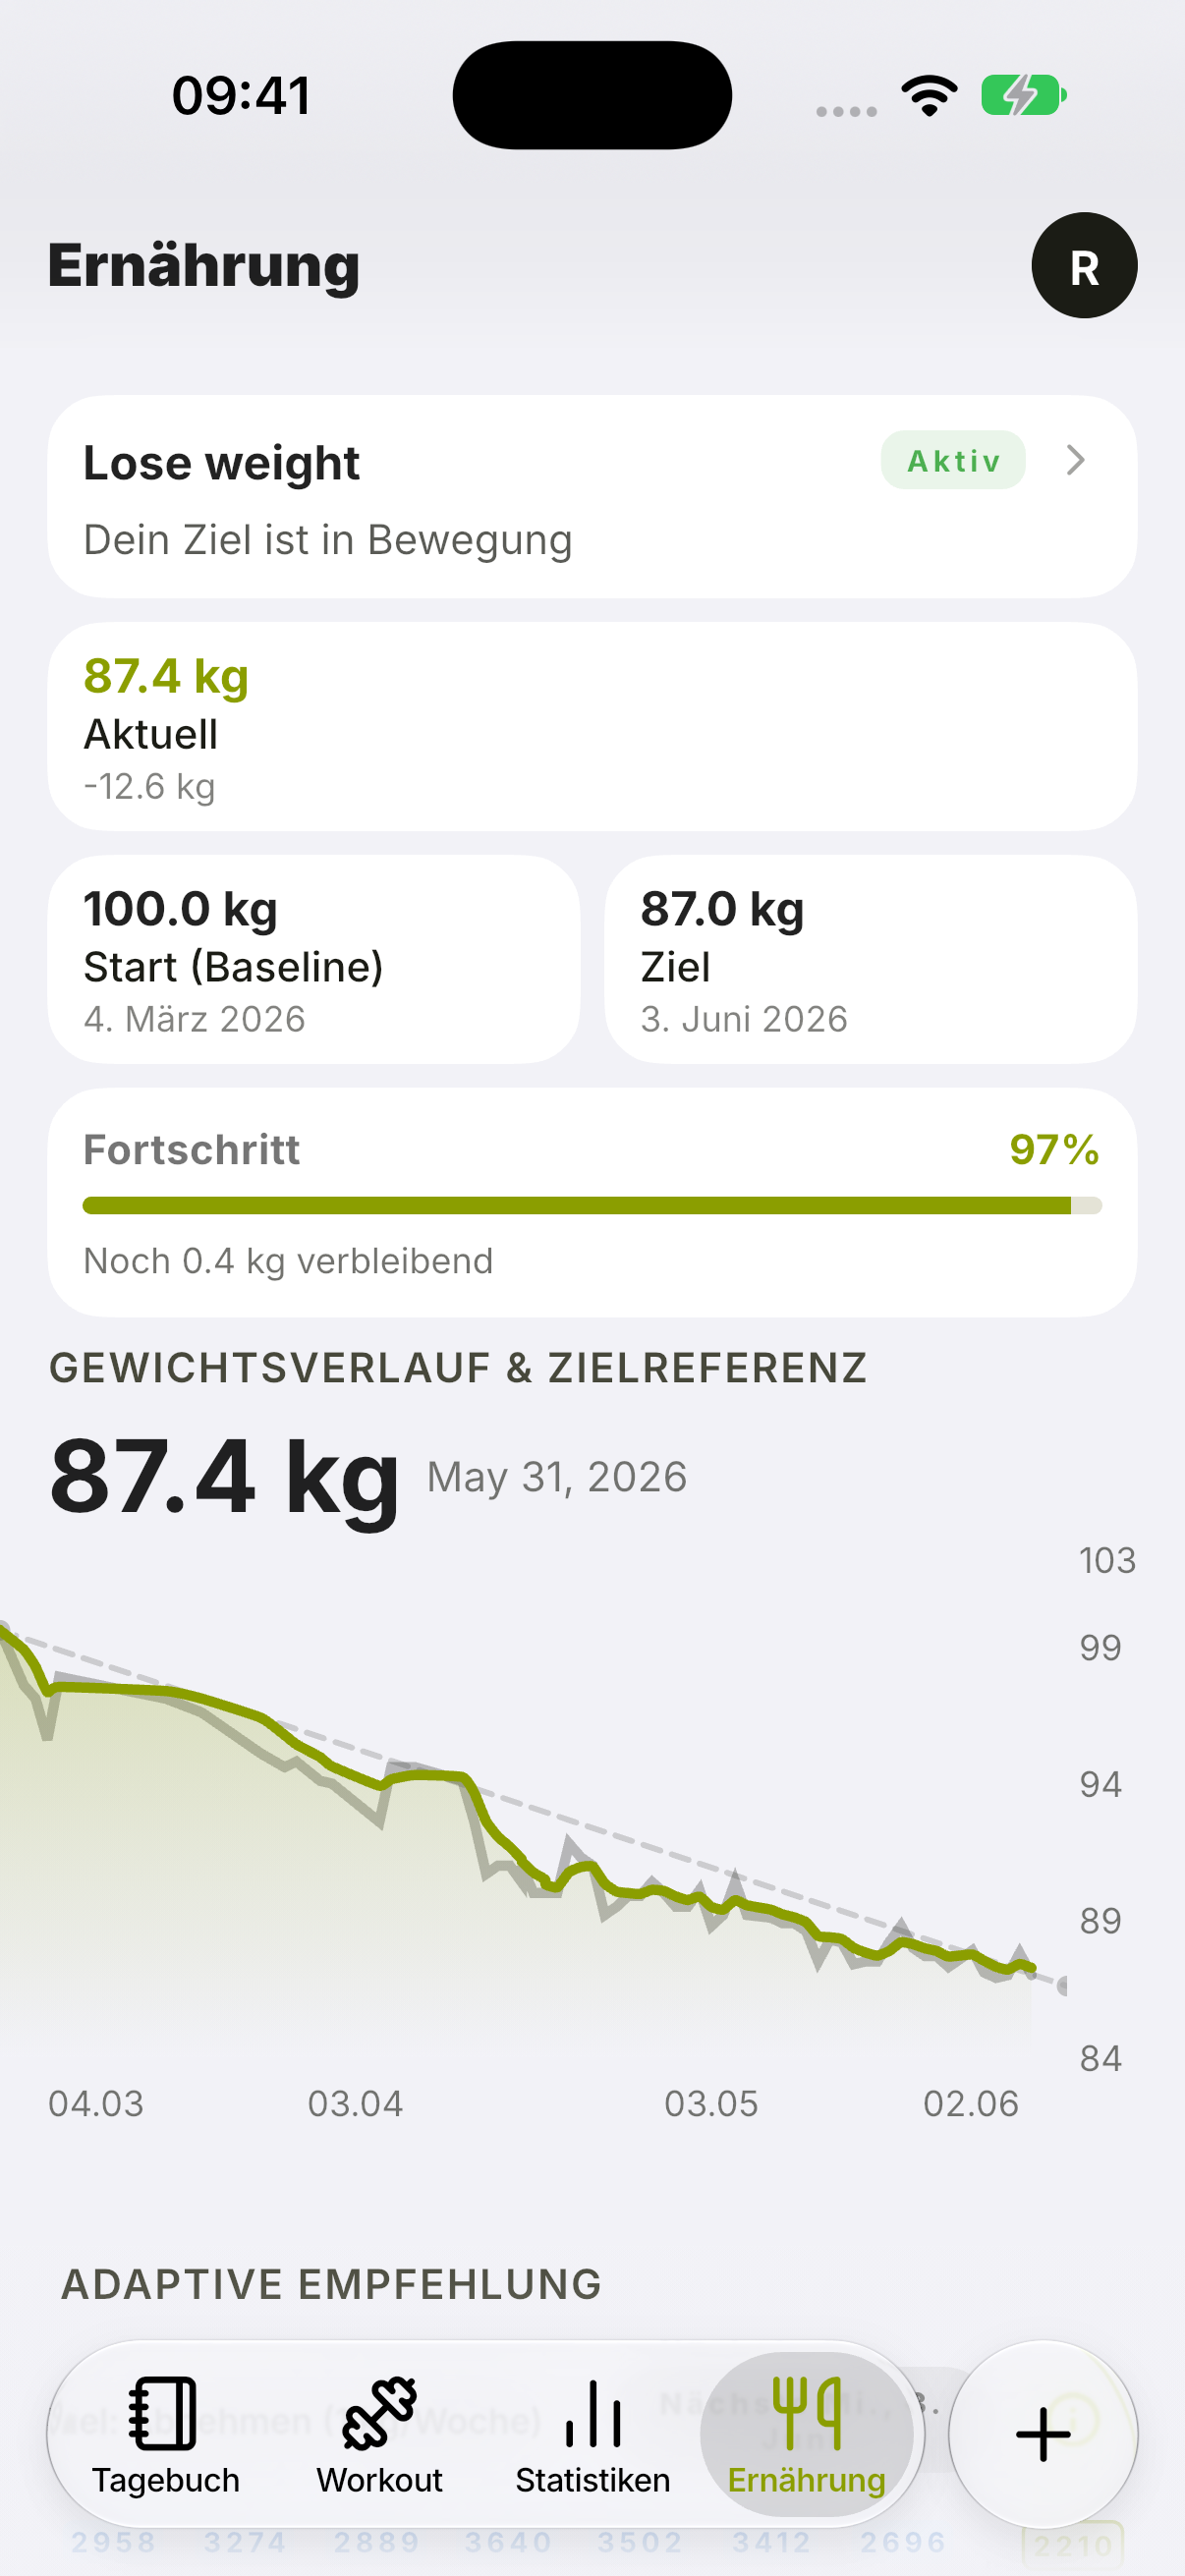 09:41
Ernährung
R
Lose weight
Aktiv
Dein Ziel ist in Bewegung
87.4 kg
Aktuell
-12.6 kg
100.0 kg
Start (Baseline)
4. März 2026
87.0 kg
Ziel
3. Juni 2026
Fortschritt
97%
Noch 0.4 kg verbleibend
GEWICHTSVERLAUF & ZIELREFERENZ
87.4 kg May 31, 2026
103
99
94
89
84
04.03 03.04 03.05 02.06
ADAPTIVE EMPFEHLUNG
Tagebuch Workout Statistiken Ernährung
2958 3274 2889 3640 3502 3412 2696 2210